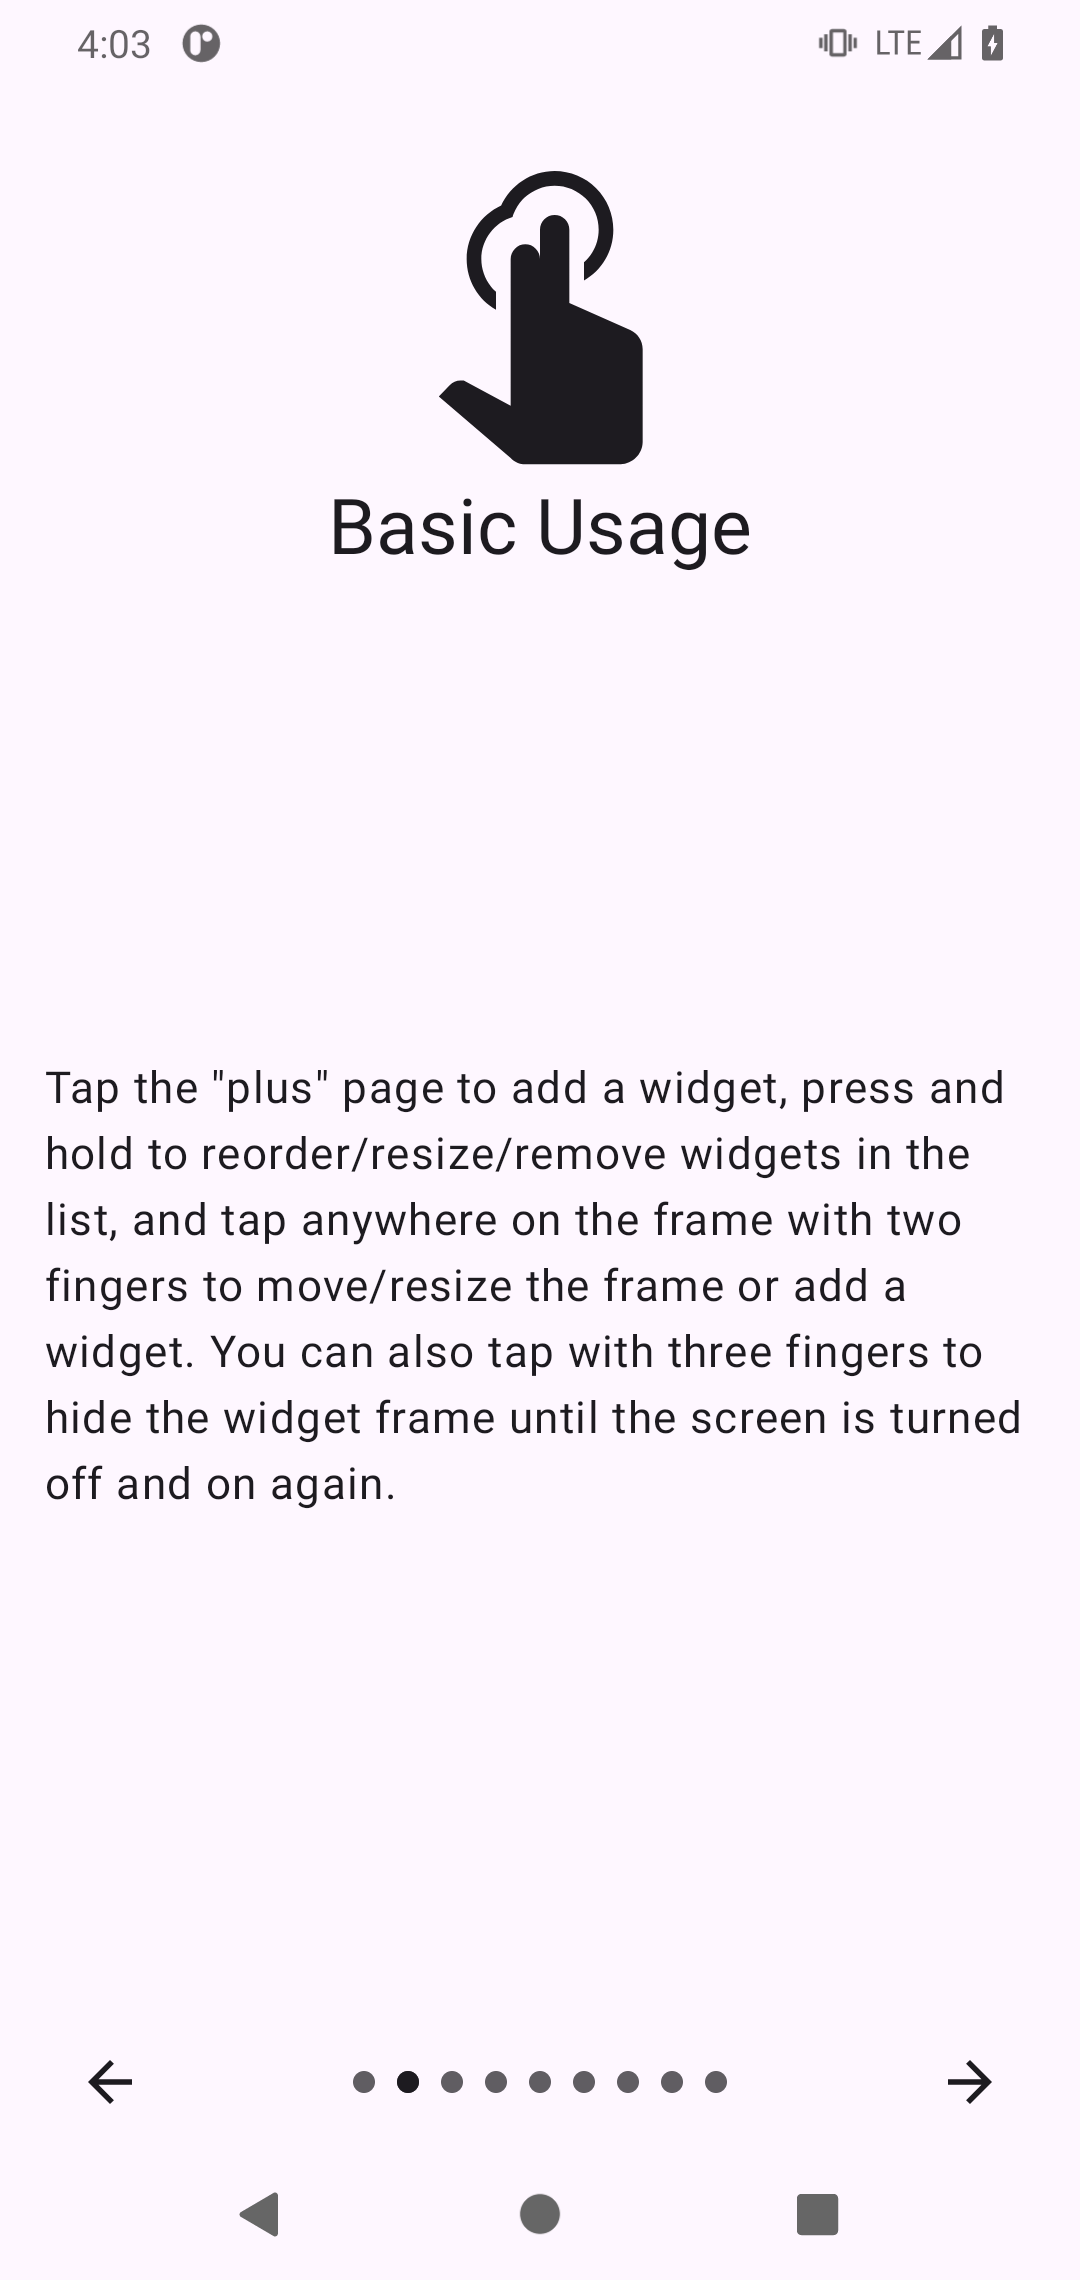 4:03
LTE
Basic Usage
Tap the "plus" page to add a widget, press and
hold to reorder/resize/remove widgets in the
list, and tap anywhere on the frame with two
fingers to move/resize the frame or add a
widget. You can also tap with three fingers to
hide the widget frame until the screen is turned
off and on again.